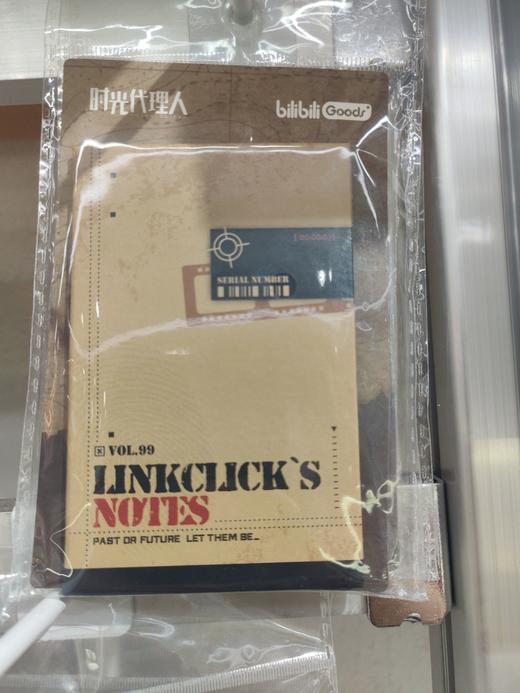 时光代理人
bilibili Goods
SERIAL NUMBER
VOL.99
LINKCLICK`S
NOTES
PAST OR FUTURE LET THEM BE_